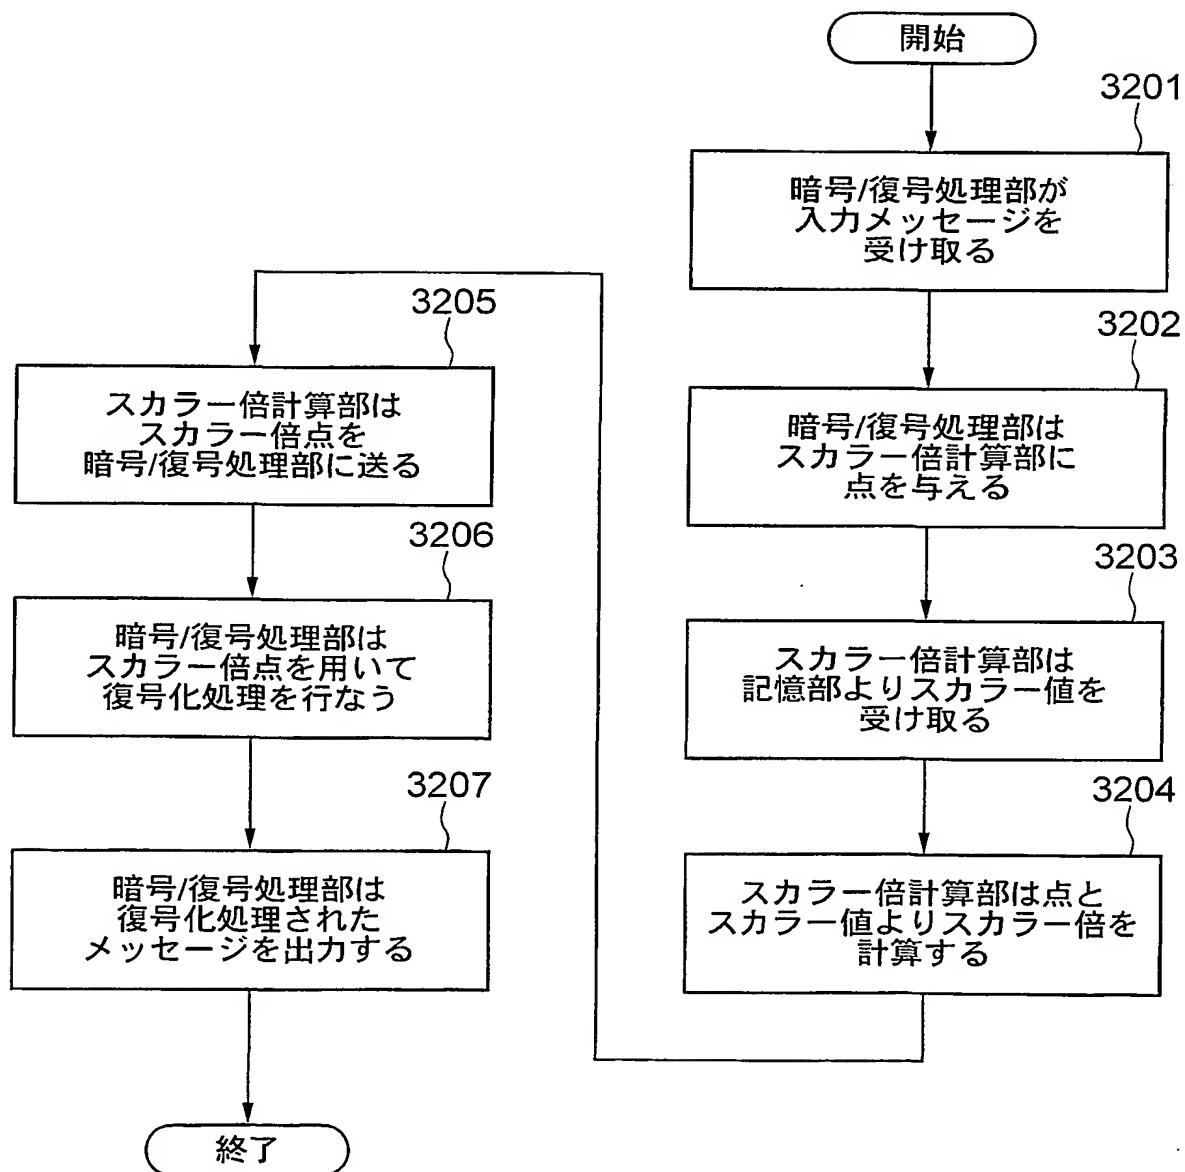 開始
3201
暗号/復号処理部が
入力メッセージを
受け取る
3202
暗号/復号処理部は
スカラー倍計算部に
点を与える
3203
スカラー倍計算部は
記憶部よりスカラー値を
受け取る
3204
スカラー倍計算部は点と
スカラー値よりスカラー倍を
計算する
3205
スカラー倍計算部は
スカラー倍点を
暗号/復号処理部に送る
3206
暗号/復号処理部は
スカラー倍点を用いて
復号化処理を行なう
3207
暗号/復号処理部は
復号化処理された
メッセージを出力する
終了